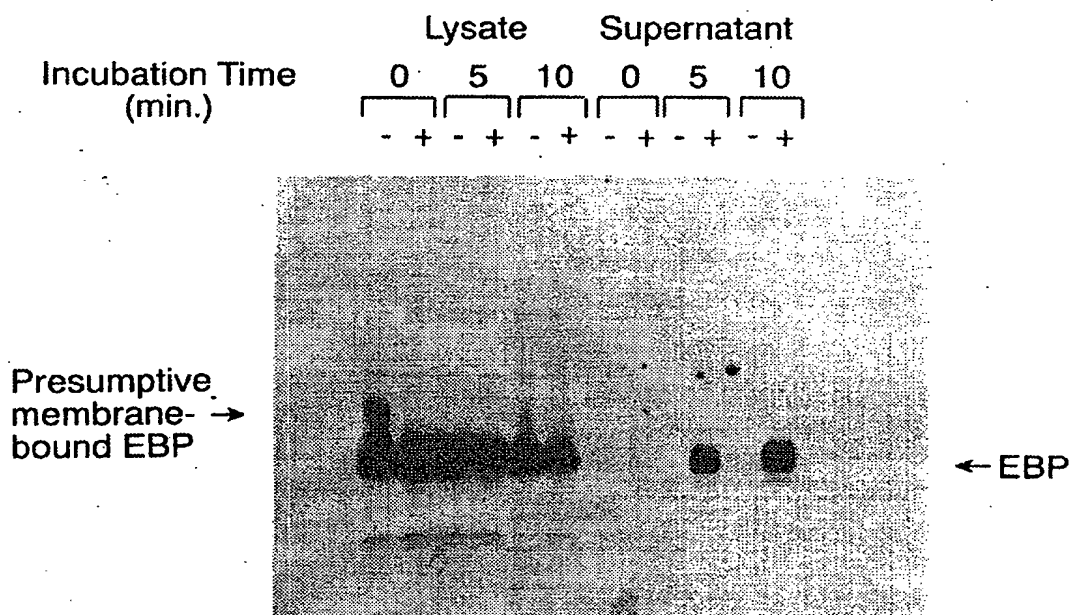 Lysate Supernatant
Incubation Time 0 5 10 0 5 10
(min.)
- + - + - + - + - + - +
Presumptive
membrane- →
bound EBP
← EBP